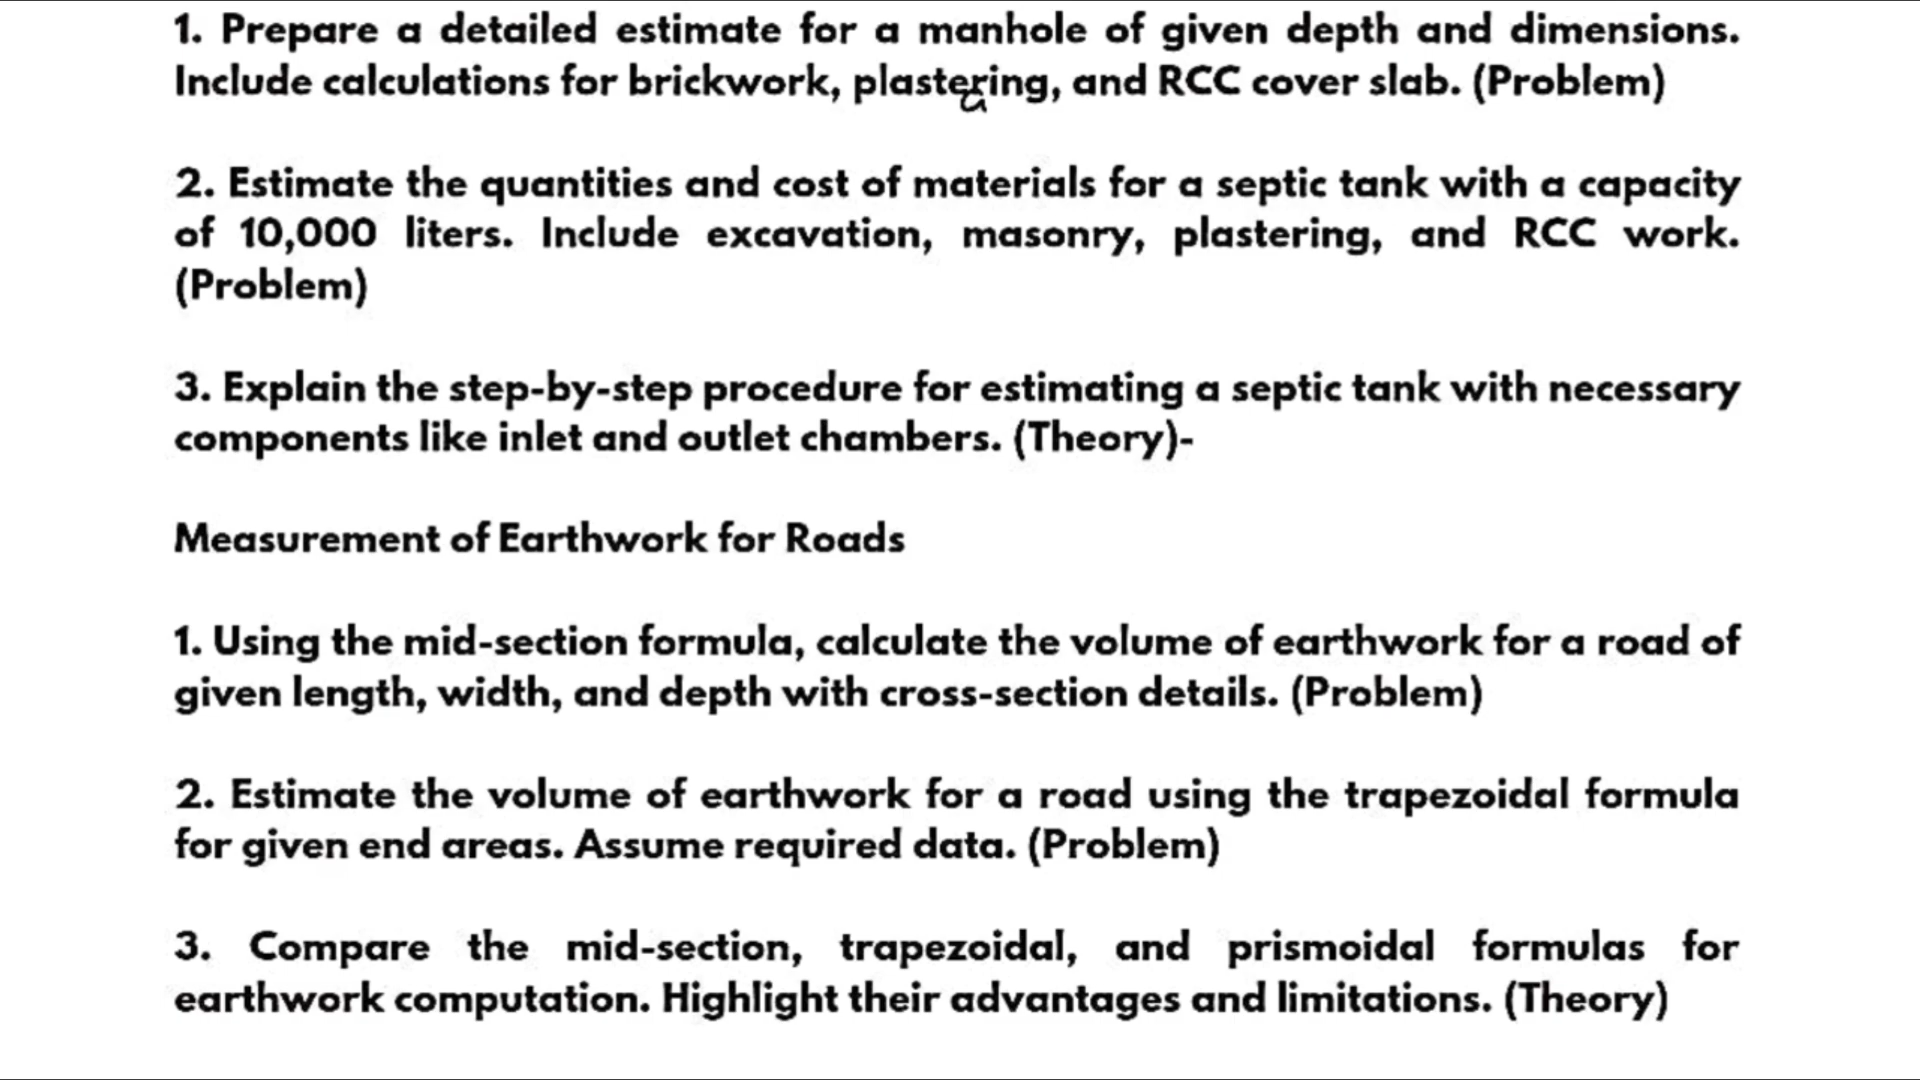 1. Prepare a detailed estimate for a manhole of given depth and dimensions.
Include calculations for brickwork, plastering, and RCC cover slab. (Problem)
2. Estimate the quantities and cost of materials for a septic tank with a capacity
of 10,000 liters. Include excavation, masonry, plastering, and RCC work.
(Problem)
3. Explain the step-by-step procedure for estimating a septic tank with necessary
components like inlet and outlet chambers. (Theory)-
Measurement of Earthwork for Roads
1. Using the mid-section formula, calculate the volume of earthwork for a road of
given length, width, and depth with cross-section details. (Problem)
2. Estimate the volume of earthwork for a road using the trapezoidal formula
for given end areas. Assume required data. (Problem)
3. Compare the mid-section, trapezoidal, and prismoidal formulas for
earthwork computation. Highlight their advantages and limitations. (Theory)